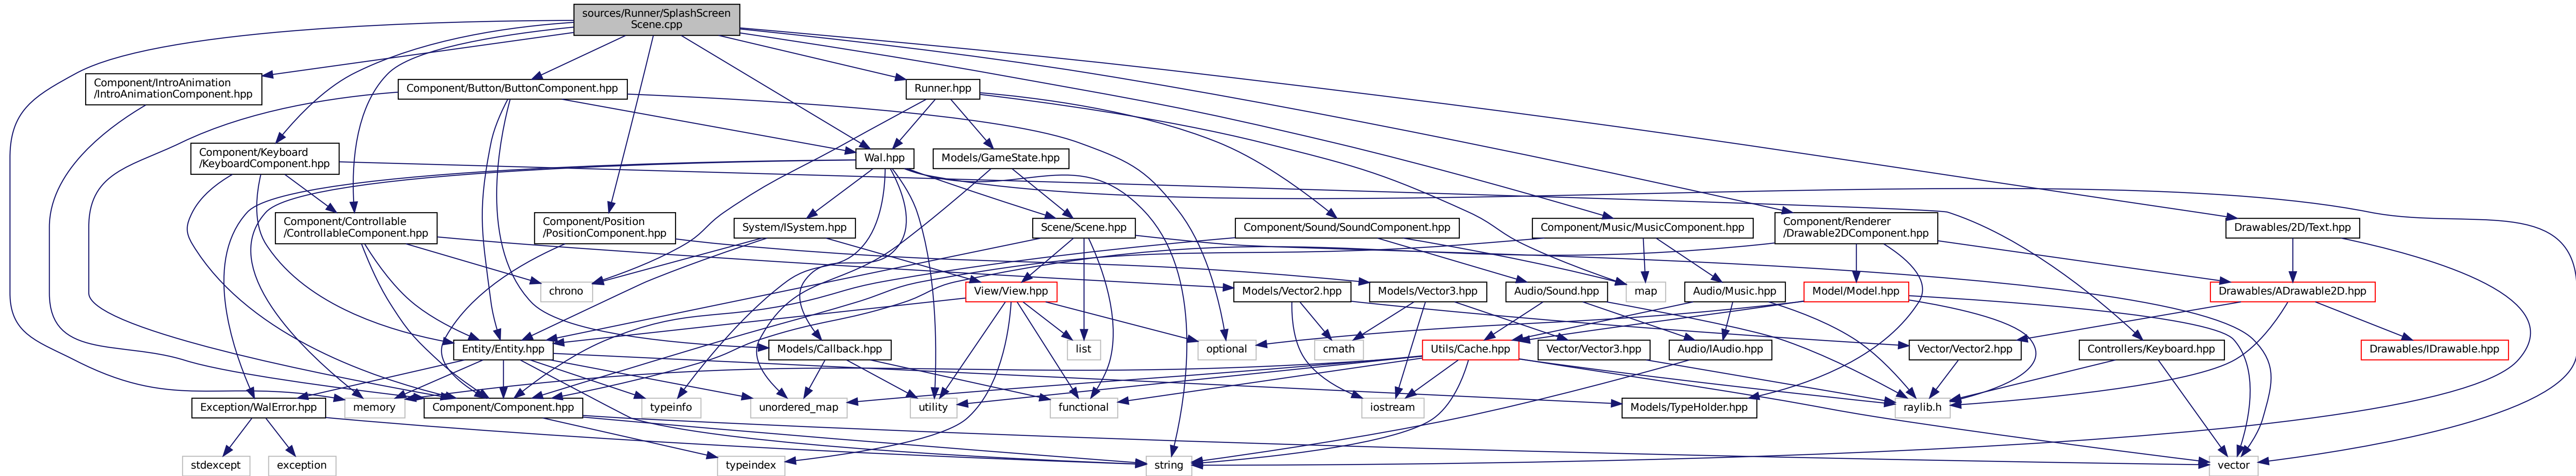 sources/Runner/SplashScreen
Scene.cpp
Component/IntroAnimation
/IntroAnimationComponent.hpp
Component/Button/ButtonComponent.hpp
Runner.hpp
Component/Keyboard
/KeyboardComponent.hpp
Wal.hpp
Models/GameState.hpp
Component/Controllable
/ControllableComponent.hpp
Component/Position
/PositionComponent.hpp
System/ISystem.hpp
Scene/Scene.hpp
Component/Sound/SoundComponent.hpp
Component/Music/MusicComponent.hpp
Component/Renderer
/Drawable2DComponent.hpp
Drawables/2D/Text.hpp
chrono
View/View.hpp
Models/Vector2.hpp
Models/Vector3.hpp
Audio/Sound.hpp
map
Audio/Music.hpp
Model/Model.hpp
Drawables/ADrawable2D.hpp
Entity/Entity.hpp
Models/Callback.hpp
list
optional
cmath
Utils/Cache.hpp
Vector/Vector3.hpp
Audio/IAudio.hpp
Vector/Vector2.hpp
Controllers/Keyboard.hpp
Drawables/IDrawable.hpp
Exception/WalError.hpp
memory
Component/Component.hpp
typeinfo
unordered_map
utility
functional
iostream
Models/TypeHolder.hpp
raylib.h
stdexcept
exception
typeindex
string
vector